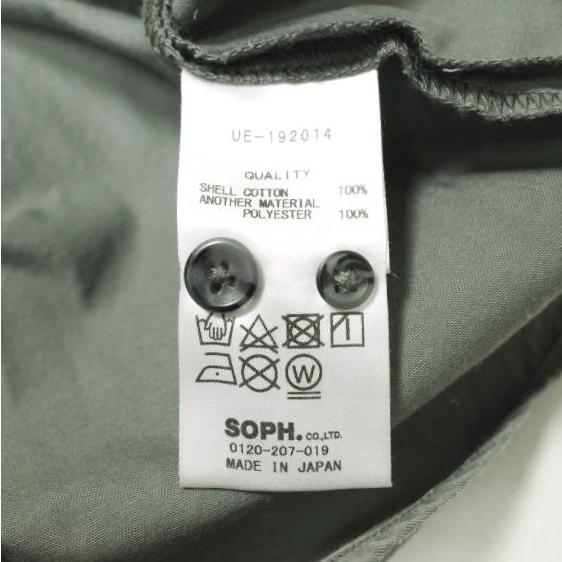 UE-192014
QUALITY
SHELL COTTON 100%
ANOTHER MATERIAL
POLYESTER 100%
W
SOPH. CO.,LTD.
0120-207-019
MADE IN JAPAN